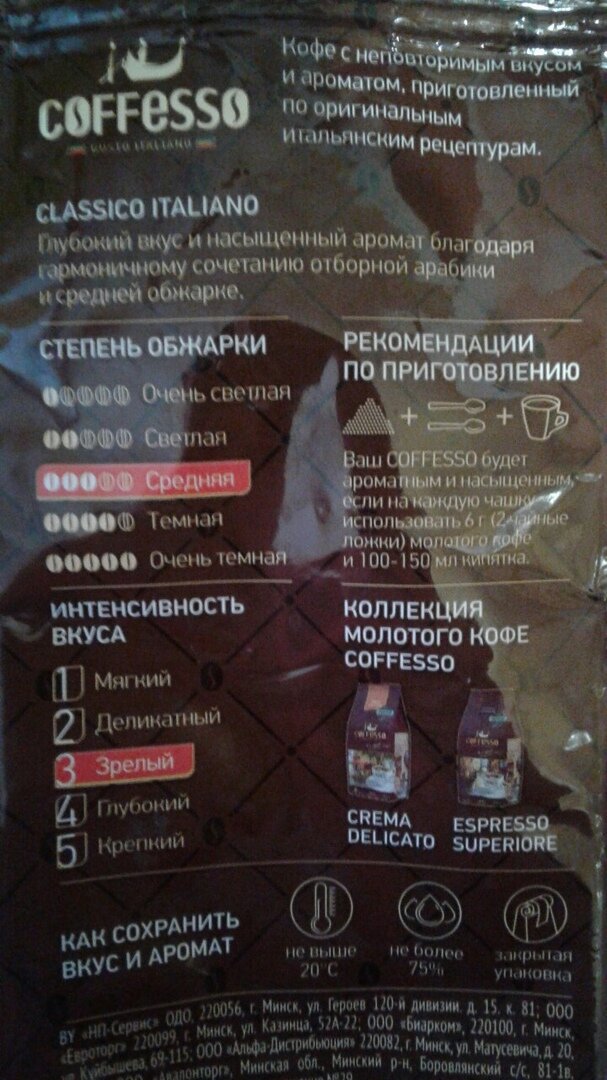 COFFESSO
GUSTO ITALIANO
Кофе с неповторимым вкусом
и ароматом, приготовленный
по оригинальным
итальянским рецептурам.
CLASSICO ITALIANO
Глубокий вкус и насыщенный аромат благодаря
гармоничному сочетанию отборной арабики
и средней обжарке.
СТЕПЕНЬ ОБЖАРКИ
Очень светлая
Светлая
Средняя
Темная
Очень темная
РЕКОМЕНДАЦИИ
ПО ПРИГОТОВЛЕНИЮ
+ +
Ваш COFFESSO будет
ароматным и насыщенным,
если на каждую чашку
использовать 6 г (2 чайные
ложки) молотого кофе
и 100-150 мл кипятка.
ИНТЕНСИВНОСТЬ
ВКУСА
1 Мягкий
2 Деликатный
3 Зрелый
4 Глубокий
5 Крепкий
КОЛЛЕКЦИЯ
МОЛОТОГО КОФЕ
COFFESSO
COFFESSO
COFFESSO
CREMA
DELICATO
ESPRESSO
SUPERIORE
КАК СОХРАНИТЬ
ВКУС И АРОМАТ
не выше
20°C
не более
75%
закрытая
упаковка
BY «НП-Сервис» ОДО, 220056, г. Минск, ул. Героев 120-й дивизии, д. 15, к. 81; ООО
«Евроторг» 220099, г. Минск, ул. Казинца, 52А-22; ООО «Биарком», 220100, г. Минск,
ул. Куйбышева, 69-115; ООО «Альфа-Дистрибьюция» 220082, г. Минск, ул. Матусевича, д. 20,
ООО «Авалонторг», Минская обл., Минский р-н, Боровлянский с/с, 81-1в,